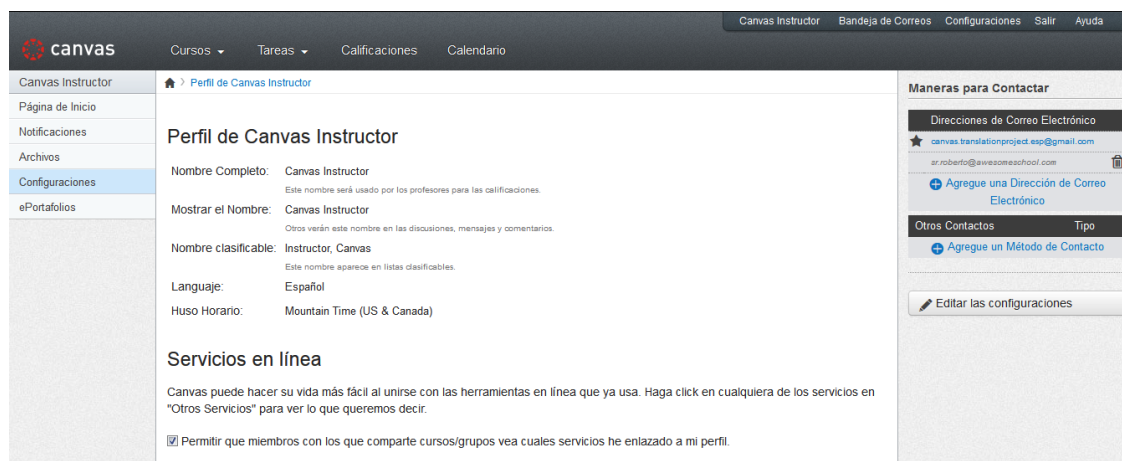 Canvas Instructor Bandeja de Correos Configuraciones Salir Ayuda
canvas Cursos Tareas Calificaciones Calendario
Canvas Instructor
Página de Inicio
Notificaciones
Archivos
Configuraciones
ePortafolios
Perfil de Canvas Instructor
Perfil de Canvas Instructor
Nombre Completo: Canvas Instructor
Este nombre será usado por los profesores para las calificaciones.
Mostrar el Nombre: Canvas Instructor
Otros verán este nombre en las discusiones, mensajes y comentarios.
Nombre clasificable: Instructor, Canvas
Este nombre aparece en listas clasificables.
Languaje: Español
Huso Horario: Mountain Time (US & Canada)
Servicios en línea
Canvas puede hacer su vida más fácil al unirse con las herramientas en línea que ya usa. Haga click en cualquiera de los servicios en
"Otros Servicios" para ver lo que queremos decir.
Permitir que miembros con los que comparte cursos/grupos vea cuales servicios he enlazado a mi perfil.
Maneras para Contactar
Direcciones de Correo Electrónico
canvas.translationproject.esp@gmail.com
sr.roberto@awesomeschool.com
Agregue una Dirección de Correo
Electrónico
Otros Contactos Tipo
Agregue un Método de Contacto
Editar las configuraciones